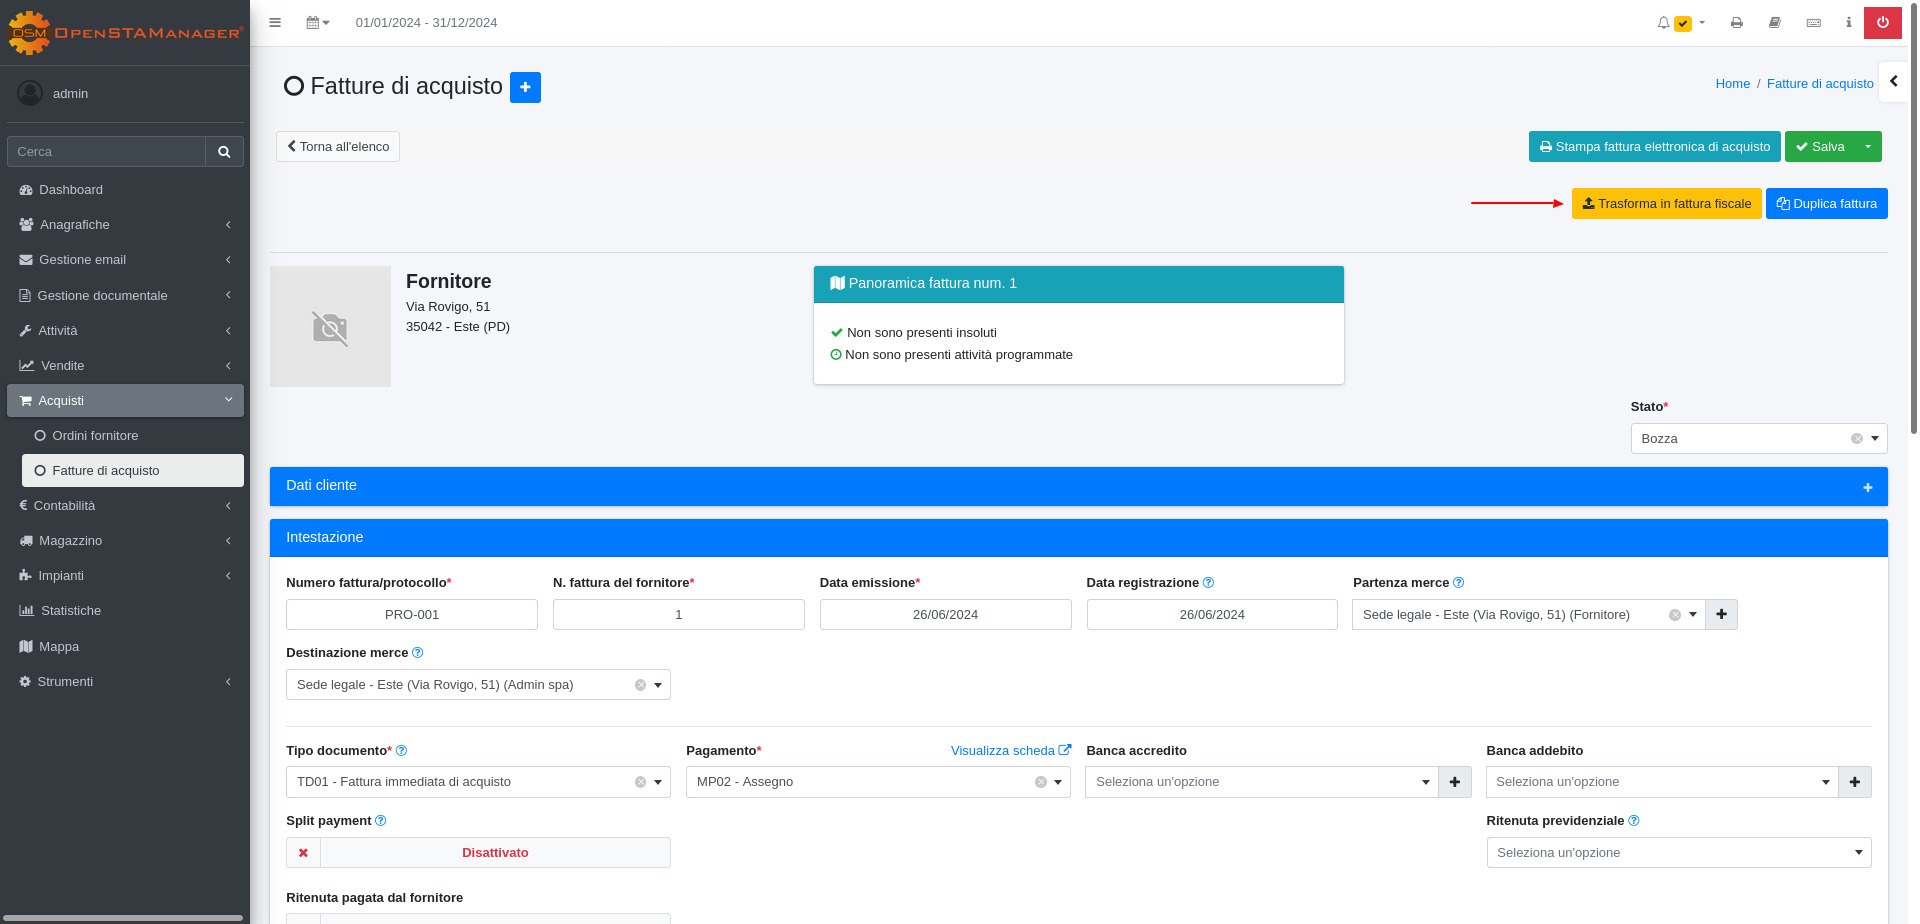 OSM OpenSTAManager®
01/01/2024 - 31/12/2024
admin
Cerca
Dashboard
Anagrafiche
Gestione email
Gestione documentale
Attività
Vendite
Acquisti
Ordini fornitore
Fatture di acquisto
Contabilità
Magazzino
Impianti
Statistiche
Mappa
Strumenti
Fatture di acquisto
Home / Fatture di acquisto
Torna all'elenco
Stampa fattura elettronica di acquisto
Salva
Trasforma in fattura fiscale
Duplica fattura
Fornitore
Via Rovigo, 51
35042 - Este (PD)
Panoramica fattura num. 1
Non sono presenti insoluti
Non sono presenti attività programmate
Stato*
Bozza
Dati cliente
Intestazione
Numero fattura/protocollo* N. fattura del fornitore* Data emissione* Data registrazione Partenza merce
PRO-001 1 26/06/2024 26/06/2024 Sede legale - Este (Via Rovigo, 51) (Fornitore)
Destinazione merce
Sede legale - Este (Via Rovigo, 51) (Admin spa)
Tipo documento* Pagamento* Visualizza scheda Banca accredito Banca addebito
TD01 - Fattura immediata di acquisto MP02 - Assegno Seleziona un'opzione Seleziona un'opzione
Split payment Ritenuta previdenziale
Disattivato Seleziona un'opzione
Ritenuta pagata dal fornitore